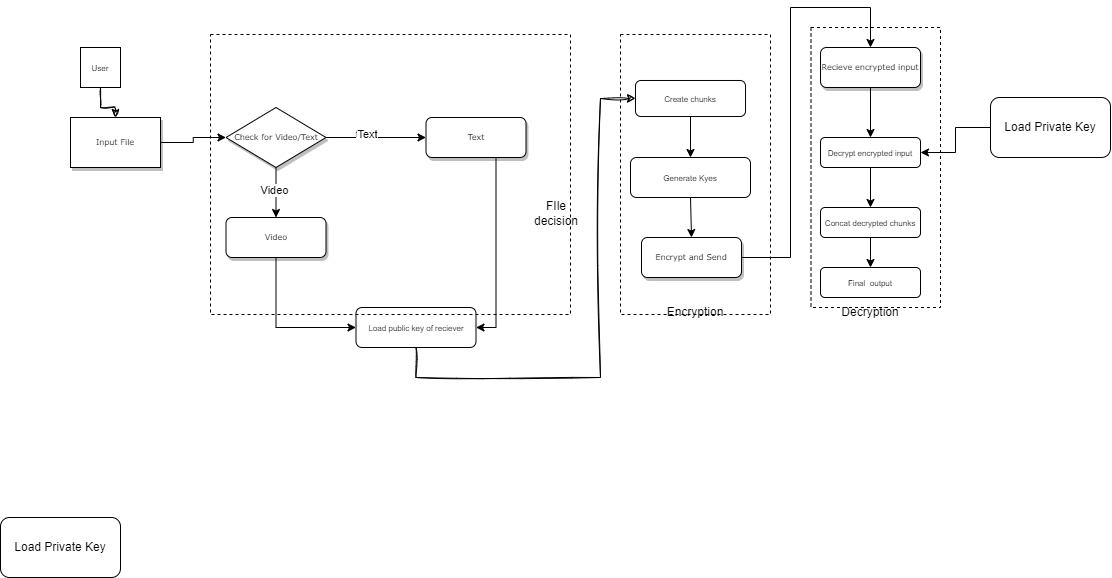 User
Input File
Check for Video/Text
Text
Text
Video
Video
FIle
decision
Load public key of reciever
Create chunks
Generate Kyes
Encrypt and Send
Encryption
Recieve encrypted input
Decrypt encrypted input
Concat decrypted chunks
Final output
Decryption
Load Private Key
Load Private Key